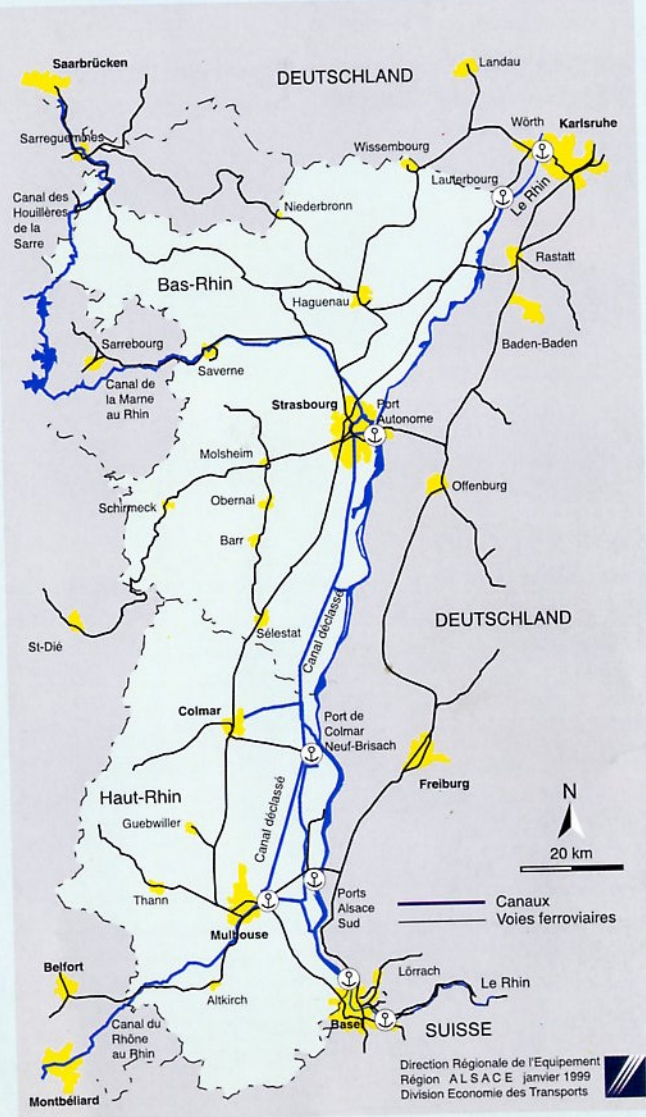 Saarbrücken
DEUTSCHLAND
Landau
Wörth
Karlsruhe
Sarreguemmes
Wissembourg
Lauterbourg
Le Rhin
Canal des
Houillères
de la
Sarre
Niederbronn
Rastatt
Bas-Rhin
Haguenau
Baden-Baden
Sarrebourg
Saverne
Canal de
la Marne
au Rhin
Strasbourg
Port
Autonome
Molsheim
Offenburg
Schirmeck
Obernai
Barr
DEUTSCHLAND
St-Dié
Sélestat
Canal déclassé
Colmar
Port de
Colmar
Neuf-Brisach
Freiburg
Haut-Rhin
Canal déclassé
Guebwiller
N
20 km
Thann
Ports
Alsace
Sud
Canaux
Voies ferroviaires
Mulhouse
Belfort
Altkirch
Lörrach
Le Rhin
Canal du
Rhône
au Rhin
Basel
SUISSE
Montbéliard
Direction Régionale de l'Equipement
Région ALSACE janvier 1999
Division Economie des Transports